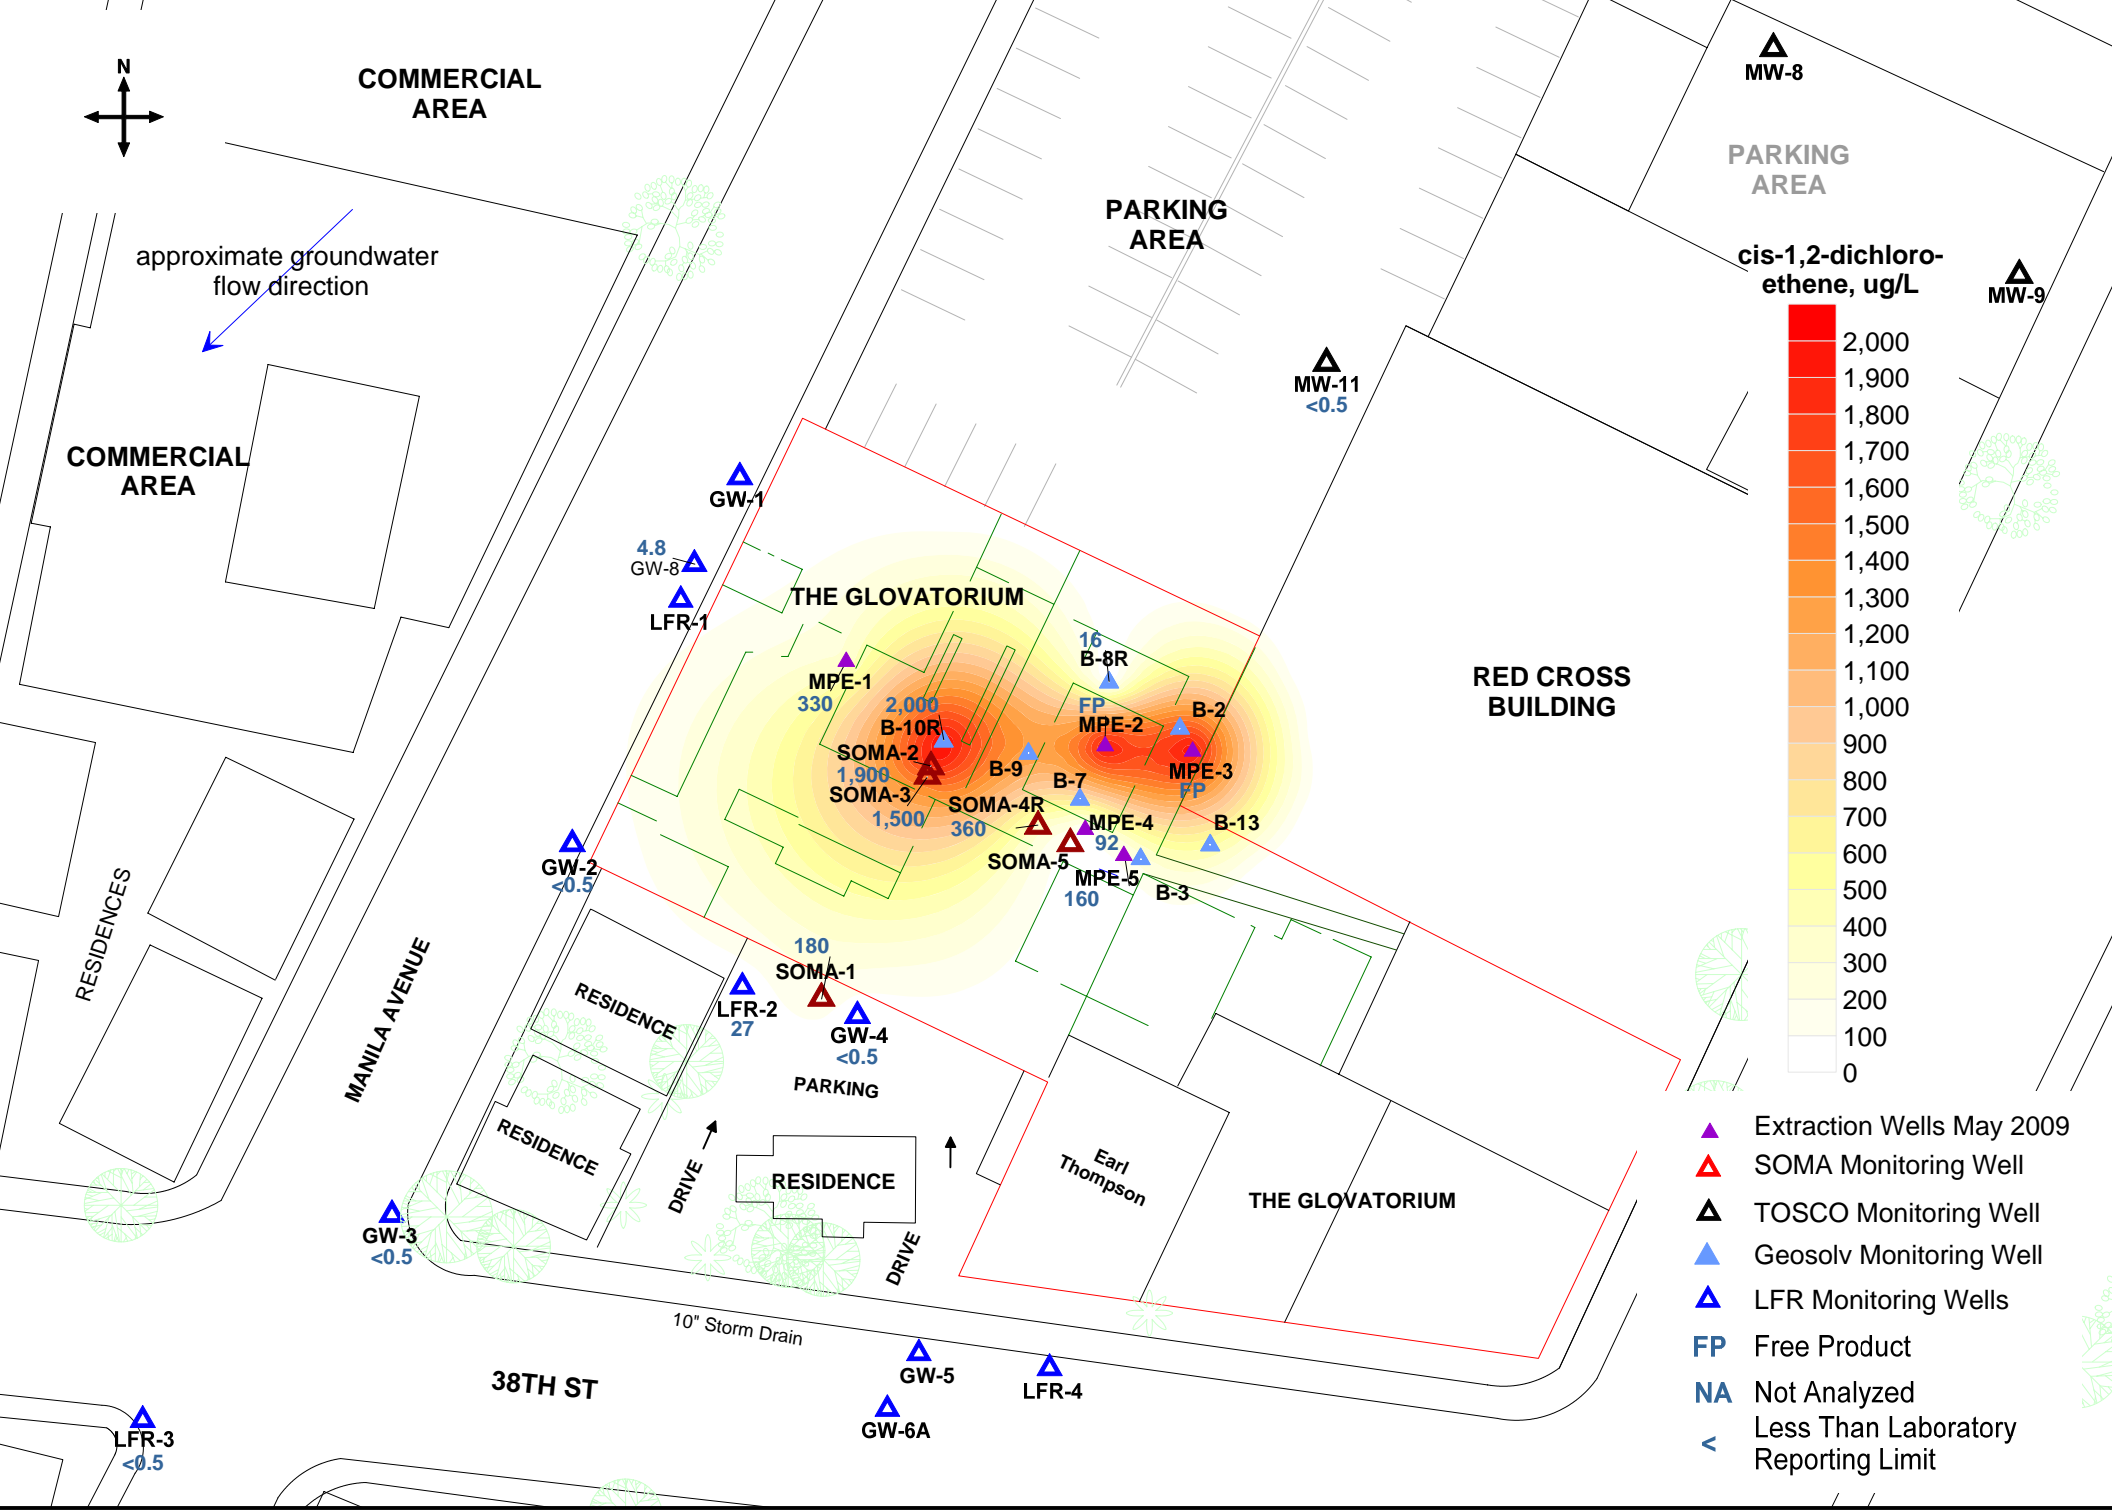 N
COMMERCIAL
AREA
MW-8
PARKING
AREA
PARKING
AREA
approximate groundwater
flow direction
cis-1,2-dichloro-
ethene, ug/L
MW-9
2,000
1,900
1,800
1,700
1,600
1,500
1,400
1,300
1,200
1,100
1,000
900
800
700
600
500
400
300
200
100
0
MW-11
<0.5
COMMERCIAL
AREA
GW-1
4.8
GW-8
LFR-1
THE GLOVATORIUM
16
B-8R
MPE-1
330
2,000
B-10R
FP
MPE-2
B-2
RED CROSS
BUILDING
SOMA-2
1,900
SOMA-3
1,500
B-9
B-7
MPE-3
FP
SOMA-4R
360
MPE-4
92
B-13
SOMA-5
MPE-5
160
B-3
GW-2
<0.5
RESIDENCES
MANILA AVENUE
180
SOMA-1
RESIDENCE
LFR-2
27
GW-4
<0.5
PARKING
RESIDENCE
DRIVE
RESIDENCE
DRIVE
Earl
Thompson
THE GLOVATORIUM
GW-3
<0.5
10" Storm Drain
38TH ST
GW-5
GW-6A
LFR-4
LFR-3
<0.5
Extraction Wells May 2009
SOMA Monitoring Well
TOSCO Monitoring Well
Geosolv Monitoring Well
LFR Monitoring Wells
FP Free Product
NA Not Analyzed
< Less Than Laboratory
Reporting Limit